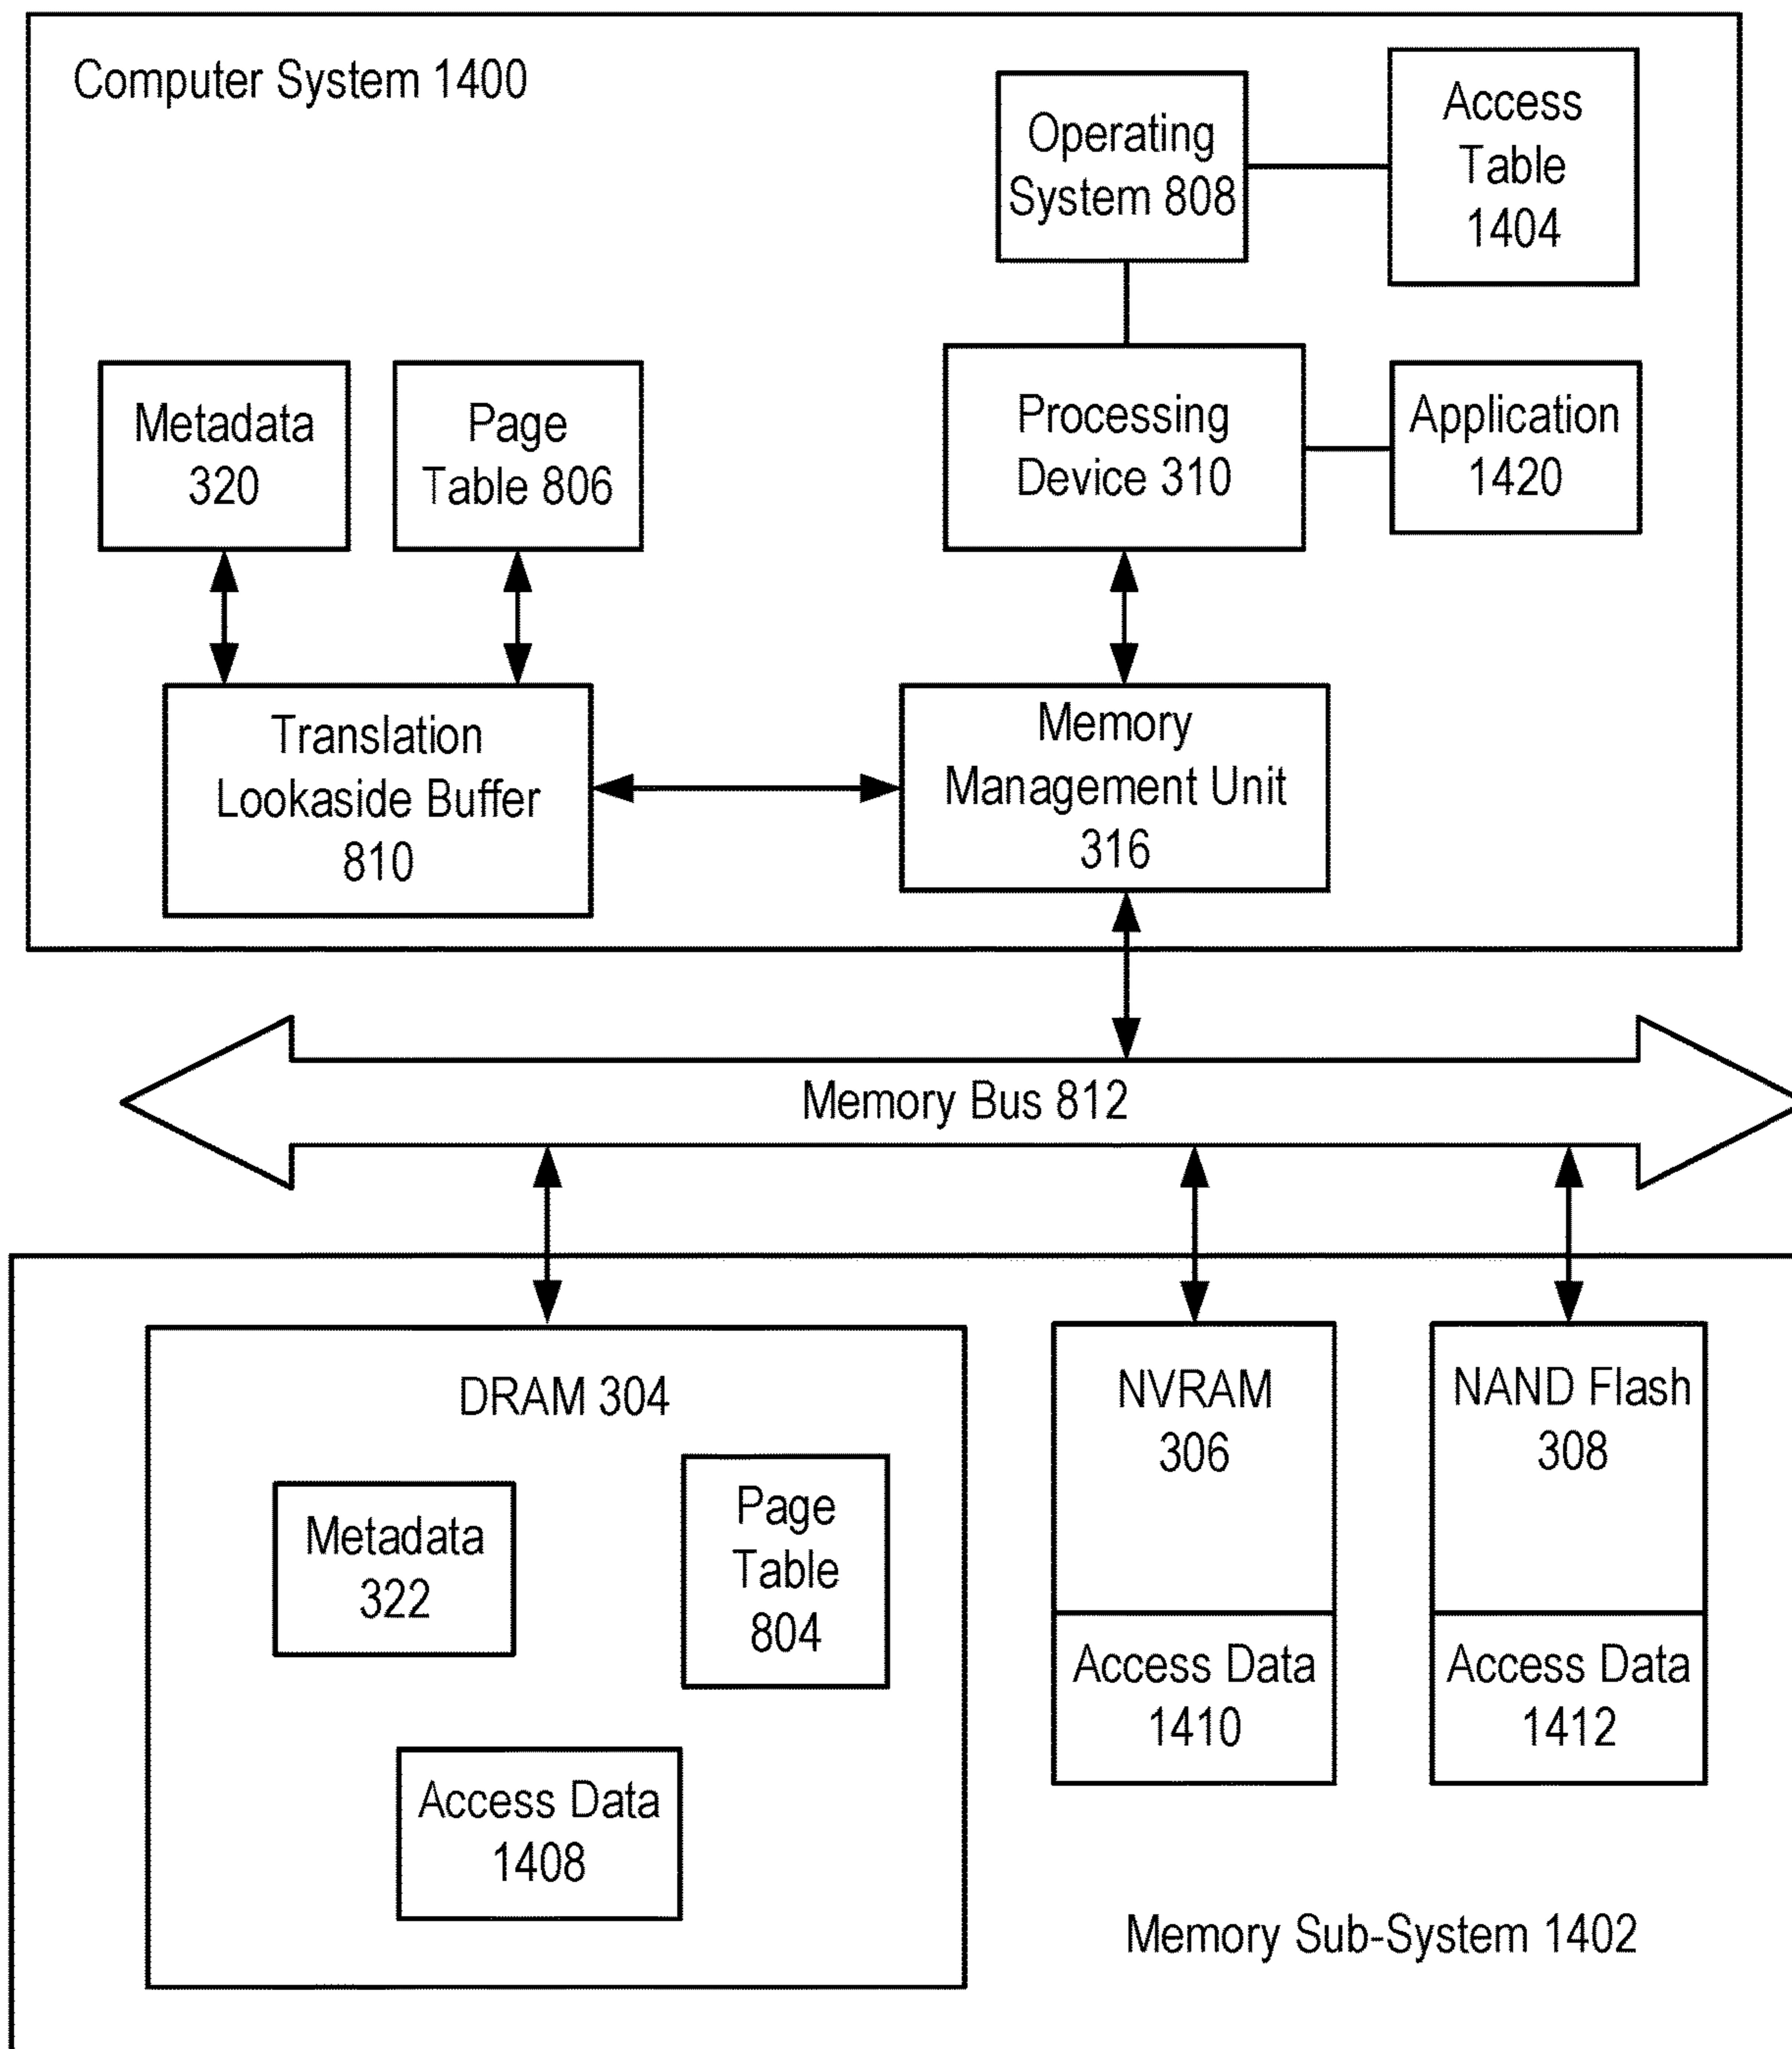 Computer System 1400
Operating
System 808
Access
Table
1404
Metadata
320
Page
Table 806
Processing
Device 310
Application
1420
Translation
Lookaside Buffer
810
Memory
Management Unit
316
Memory Bus 812
DRAM 304
Metadata
322
Page
Table
804
Access Data
1408
NVRAM
306
Access Data
1410
NAND Flash
308
Access Data
1412
Memory Sub-System 1402